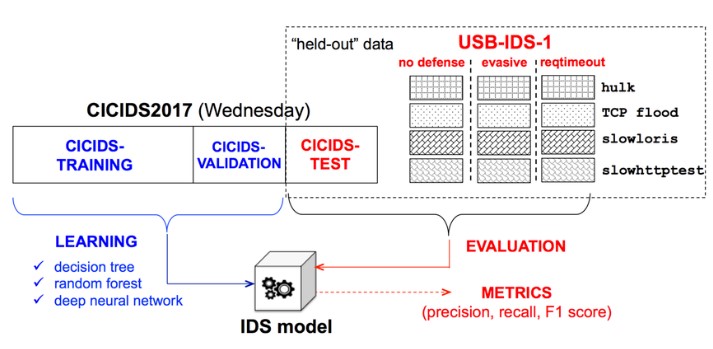 “held-out” data
USB-IDS-1
no defense evasive reqtimeout
hulk
TCP flood
slowloris
slowhttptest
CICIDS2017 (Wednesday)
CICIDS-TRAINING
CICIDS-VALIDATION
CICIDS-TEST
LEARNING
✓ decision tree
✓ random forest
✓ deep neural network
IDS model
EVALUATION
METRICS
(precision, recall, F1 score)